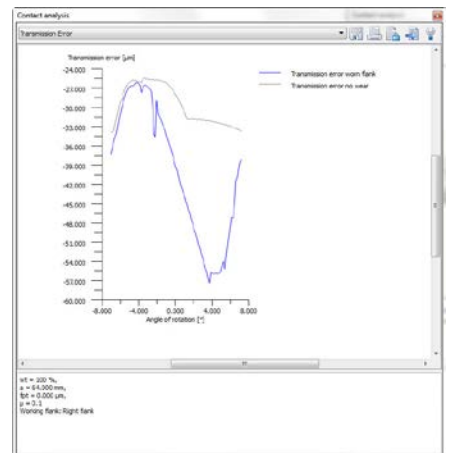 Contact analysis
Transmission Error
Transmission error [μm]
Transmission error worn flank
Transmission error no wear
-24.000
-27.000
-30.000
-33.000
-36.000
-39.000
-42.000
-45.000
-48.000
-51.000
-54.000
-57.000
-60.000
-8.000 -4.000 0.000 4.000 8.000
Angle of rotation [°]
wt = 100 %,
a = 64.000 mm,
fpt = 0.000 μm,
μ = 0.1
Working flank: Right flank